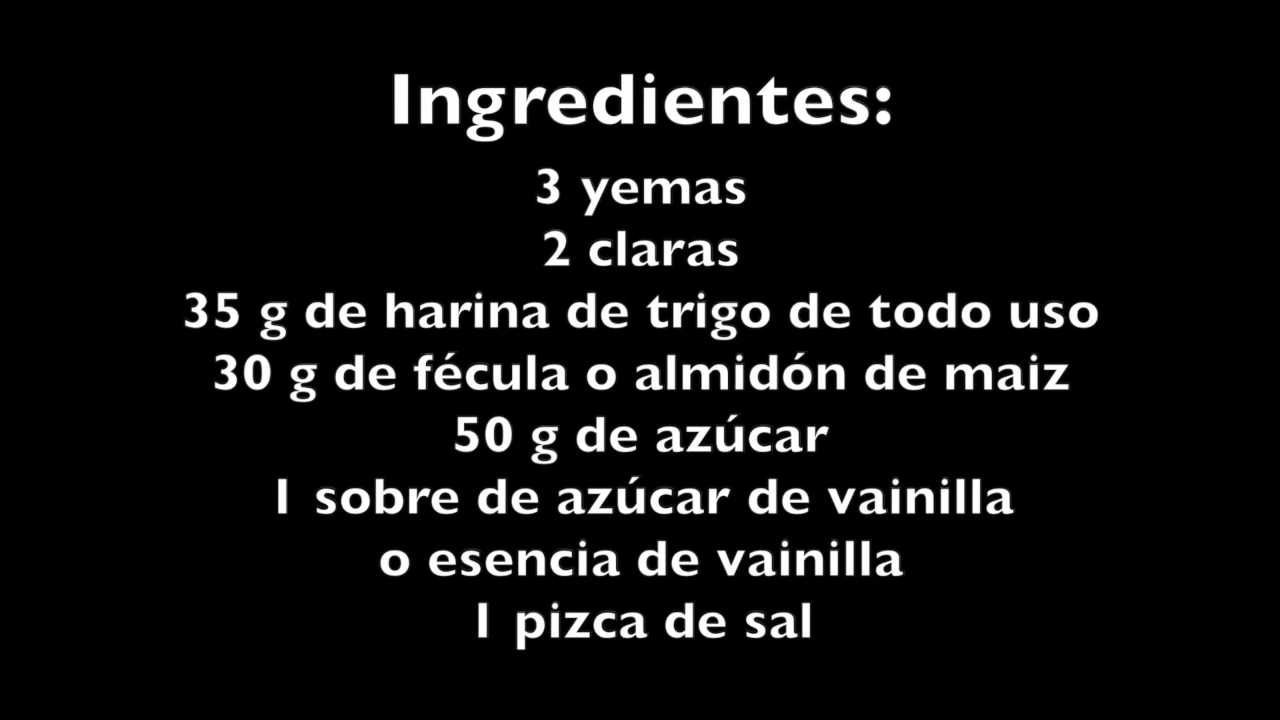 Ingredientes:
3 yemas
2 claras
35 g de harina de trigo de todo uso
30 g de fécula o almidón de maiz
50 g de azúcar
1 sobre de azúcar de vainilla
o esencia de vainilla
1 pizca de sal